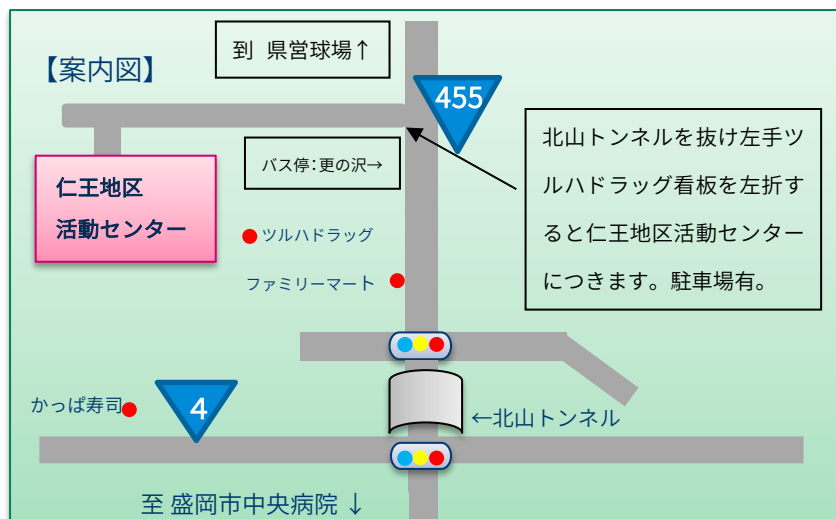 到 県営球場↑
【案内図】
455
北山トンネルを抜け左手ツ
ルハドラッグ看板を左折す
ると仁王地区活動センター
につきます。駐車場有。
バス停：更の沢→
仁王地区
活動センター
ツルハドラッグ
ファミリーマート
かっぱ寿司
4
←北山トンネル
至 盛岡市中央病院 ↓